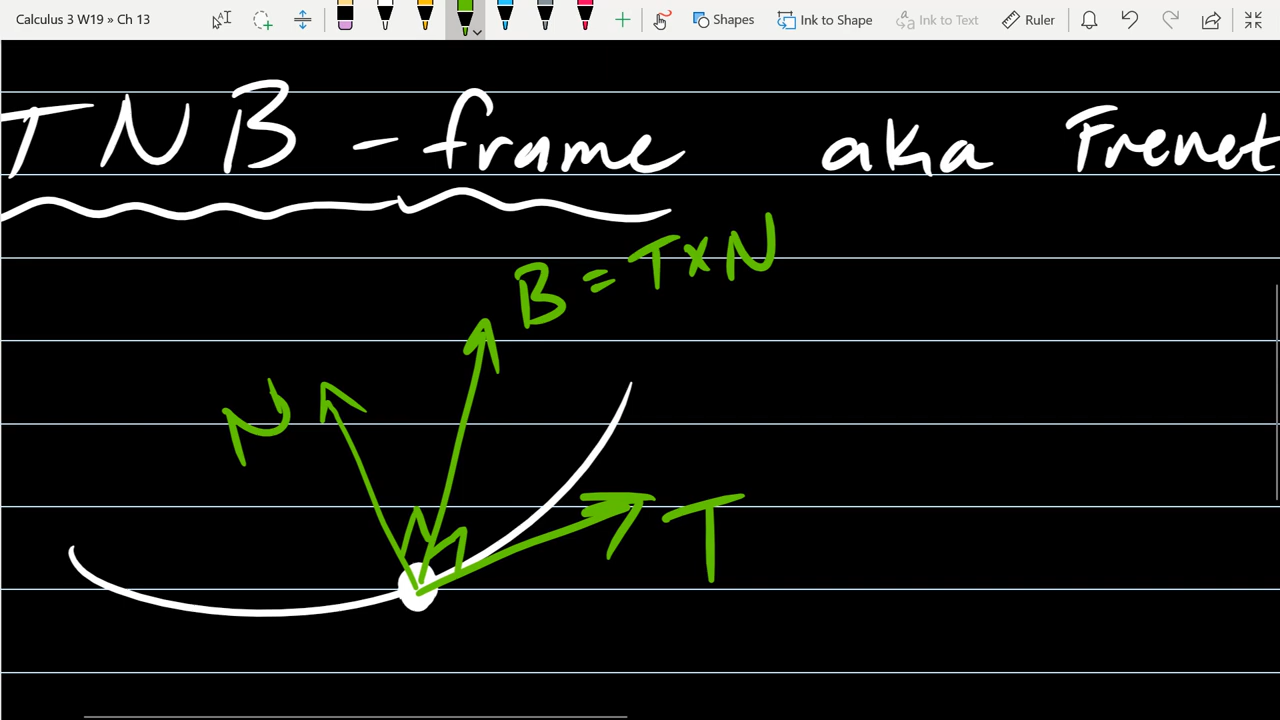 Calculus 3 W19 » Ch 13
Shapes
Ink to Shape
Ink to Text
Ruler
TNB-frame aka Frenet
B = T×N
N
T